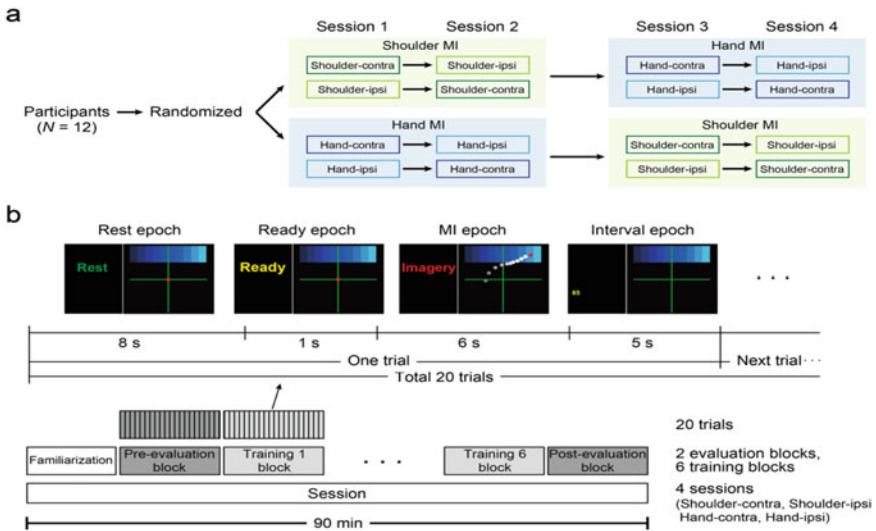 a
Session 1 Session 2 Session 3 Session 4
Shoulder MI Hand MI
Shoulder-contra Shoulder-ipsi Hand-contra Hand-ipsi
Shoulder-ipsi Shoulder-contra Hand-ipsi Hand-contra
Participants Randomized
(N = 12)
Hand MI Shoulder MI
Hand-contra Hand-ipsi Shoulder-contra Shoulder-ipsi
Hand-ipsi Hand-contra Shoulder-ipsi Shoulder-contra
b
Rest epoch Ready epoch MI epoch Interval epoch
Rest Ready Imagery
85
. . .
8 s 1 s 6 s 5 s
One trial Next trial ···
Total 20 trials
20 trials
Familiarization Pre-evaluation block Training 1 block . . . Training 6 block Post-evaluation block
2 evaluation blocks,
6 training blocks
Session
4 sessions
(Shoulder-contra, Shoulder-ipsi
Hand-contra, Hand-ipsi)
90 min